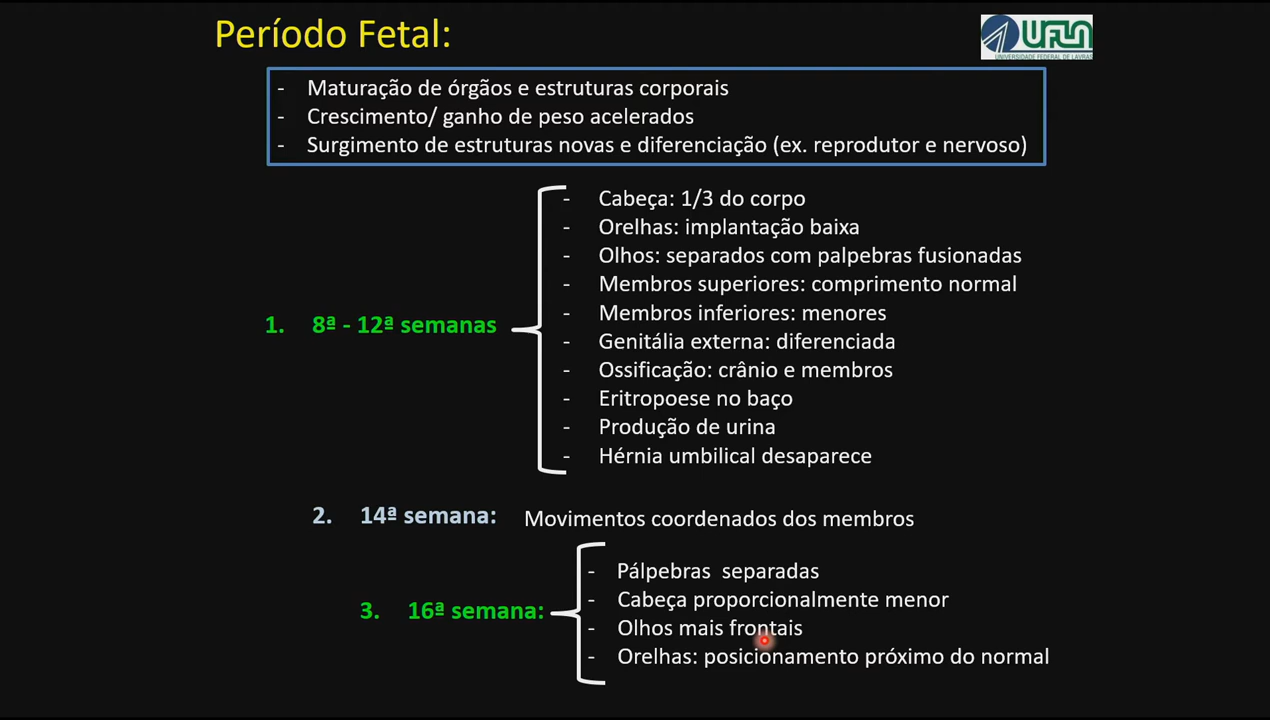 Período Fetal:
UFLA
UNIVERSIDADE FEDERAL DE LAVRAS
- Maturação de órgãos e estruturas corporais
- Crescimento/ ganho de peso acelerados
- Surgimento de estruturas novas e diferenciação (ex. reprodutor e nervoso)
1. 8ª - 12ª semanas
- Cabeça: 1/3 do corpo
- Orelhas: implantação baixa
- Olhos: separados com palpebras fusionadas
- Membros superiores: comprimento normal
- Membros inferiores: menores
- Genitália externa: diferenciada
- Ossificação: crânio e membros
- Eritropoese no baço
- Produção de urina
- Hérnia umbilical desaparece
2. 14ª semana: Movimentos coordenados dos membros
3. 16ª semana:
- Pálpebras  separadas
- Cabeça proporcionalmente menor
- Olhos mais frontais
- Orelhas: posicionamento próximo do normal